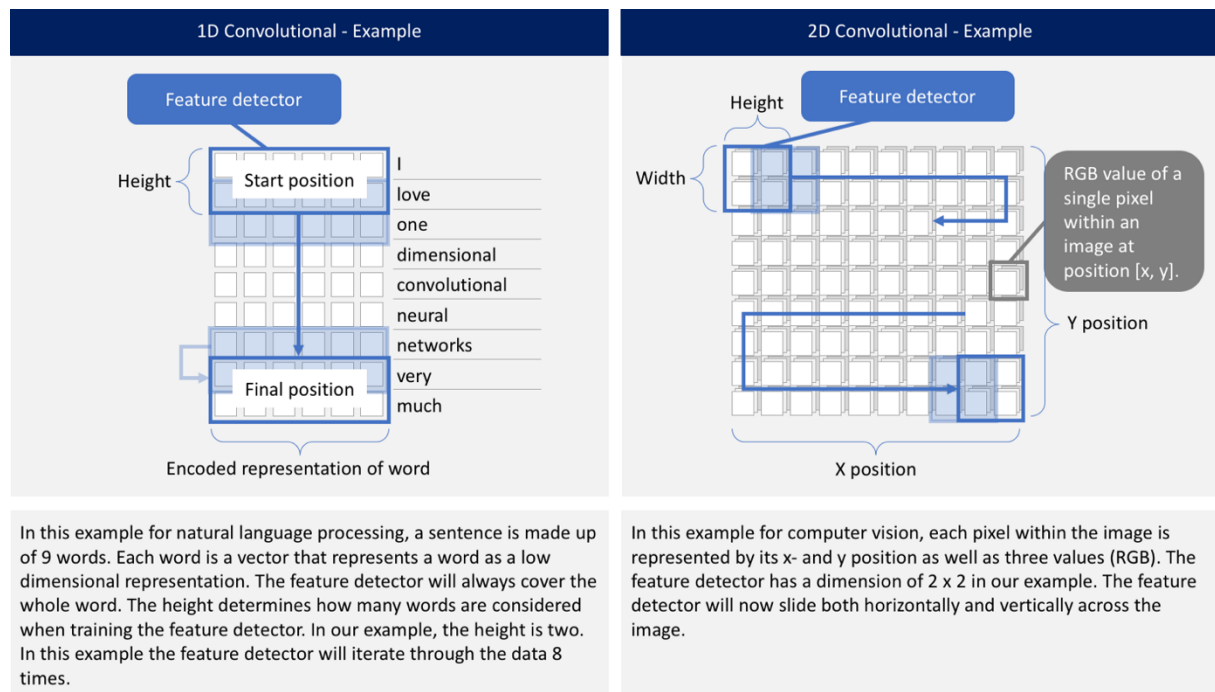 1D Convolutional - Example
Feature detector
Height
Start position
Final position
I
love
one
dimensional
convolutional
neural
networks
very
much
Encoded representation of word
In this example for natural language processing, a sentence is made up
of 9 words. Each word is a vector that represents a word as a low
dimensional representation. The feature detector will always cover the
whole word. The height determines how many words are considered
when training the feature detector. In our example, the height is two.
In this example the feature detector will iterate through the data 8
times.
2D Convolutional - Example
Height
Feature detector
Width
RGB value of a
single pixel
within an
image at
position [x, y].
Y position
X position
In this example for computer vision, each pixel within the image is
represented by its x- and y position as well as three values (RGB). The
feature detector has a dimension of 2 x 2 in our example. The feature
detector will now slide both horizontally and vertically across the
image.